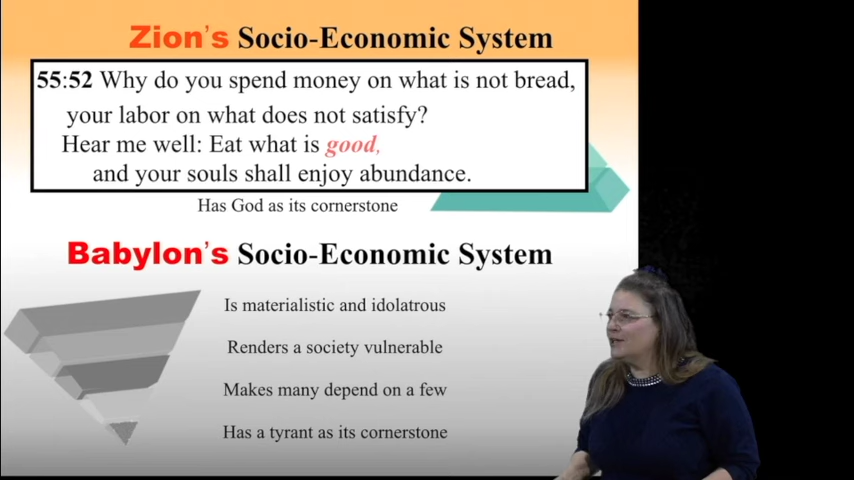 Zion's Socio-Economic System
55:52 Why do you spend money on what is not bread,
your labor on what does not satisfy?
Hear me well: Eat what is good,
and your souls shall enjoy abundance.
Has God as its cornerstone
Babylon's Socio-Economic System
Is materialistic and idolatrous
Renders a society vulnerable
Makes many depend on a few
Has a tyrant as its cornerstone